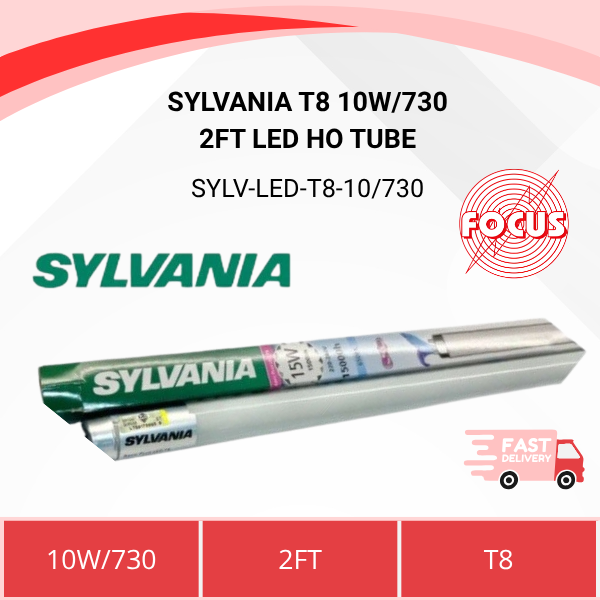 SYLVANIA T8 10W/730
2FT LED HO TUBE
SYLV-LED-T8-10/730
FOCUS
SYLVANIA
SYLVANIA
15W
SYLVANIA
FAST
DELIVERY
10W/730
2FT
T8